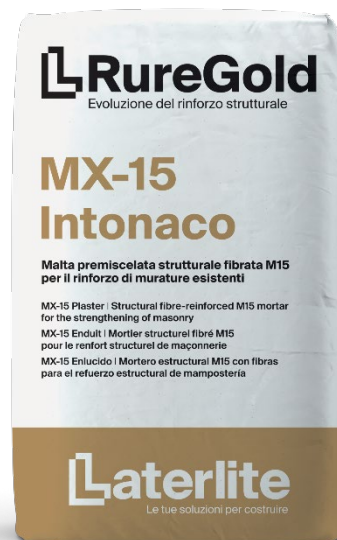 RureGold
Evoluzione del rinforzo strutturale
MX-15
Intonaco
Malta premiscelata strutturale fibrata M15
per il rinforzo di murature esistenti
MX-15 Plaster | Structural fibre-reinforced M15 mortar
for the strengthening of masonry
MX-15 Enduit | Mortier structurel fibré M15
pour le renfort structurel de maçonnerie
MX-15 Enlucido | Mortero estructural M15 con fibras
para el refuerzo estructural de mampostería
Laterlite
Le tue soluzioni per costruire